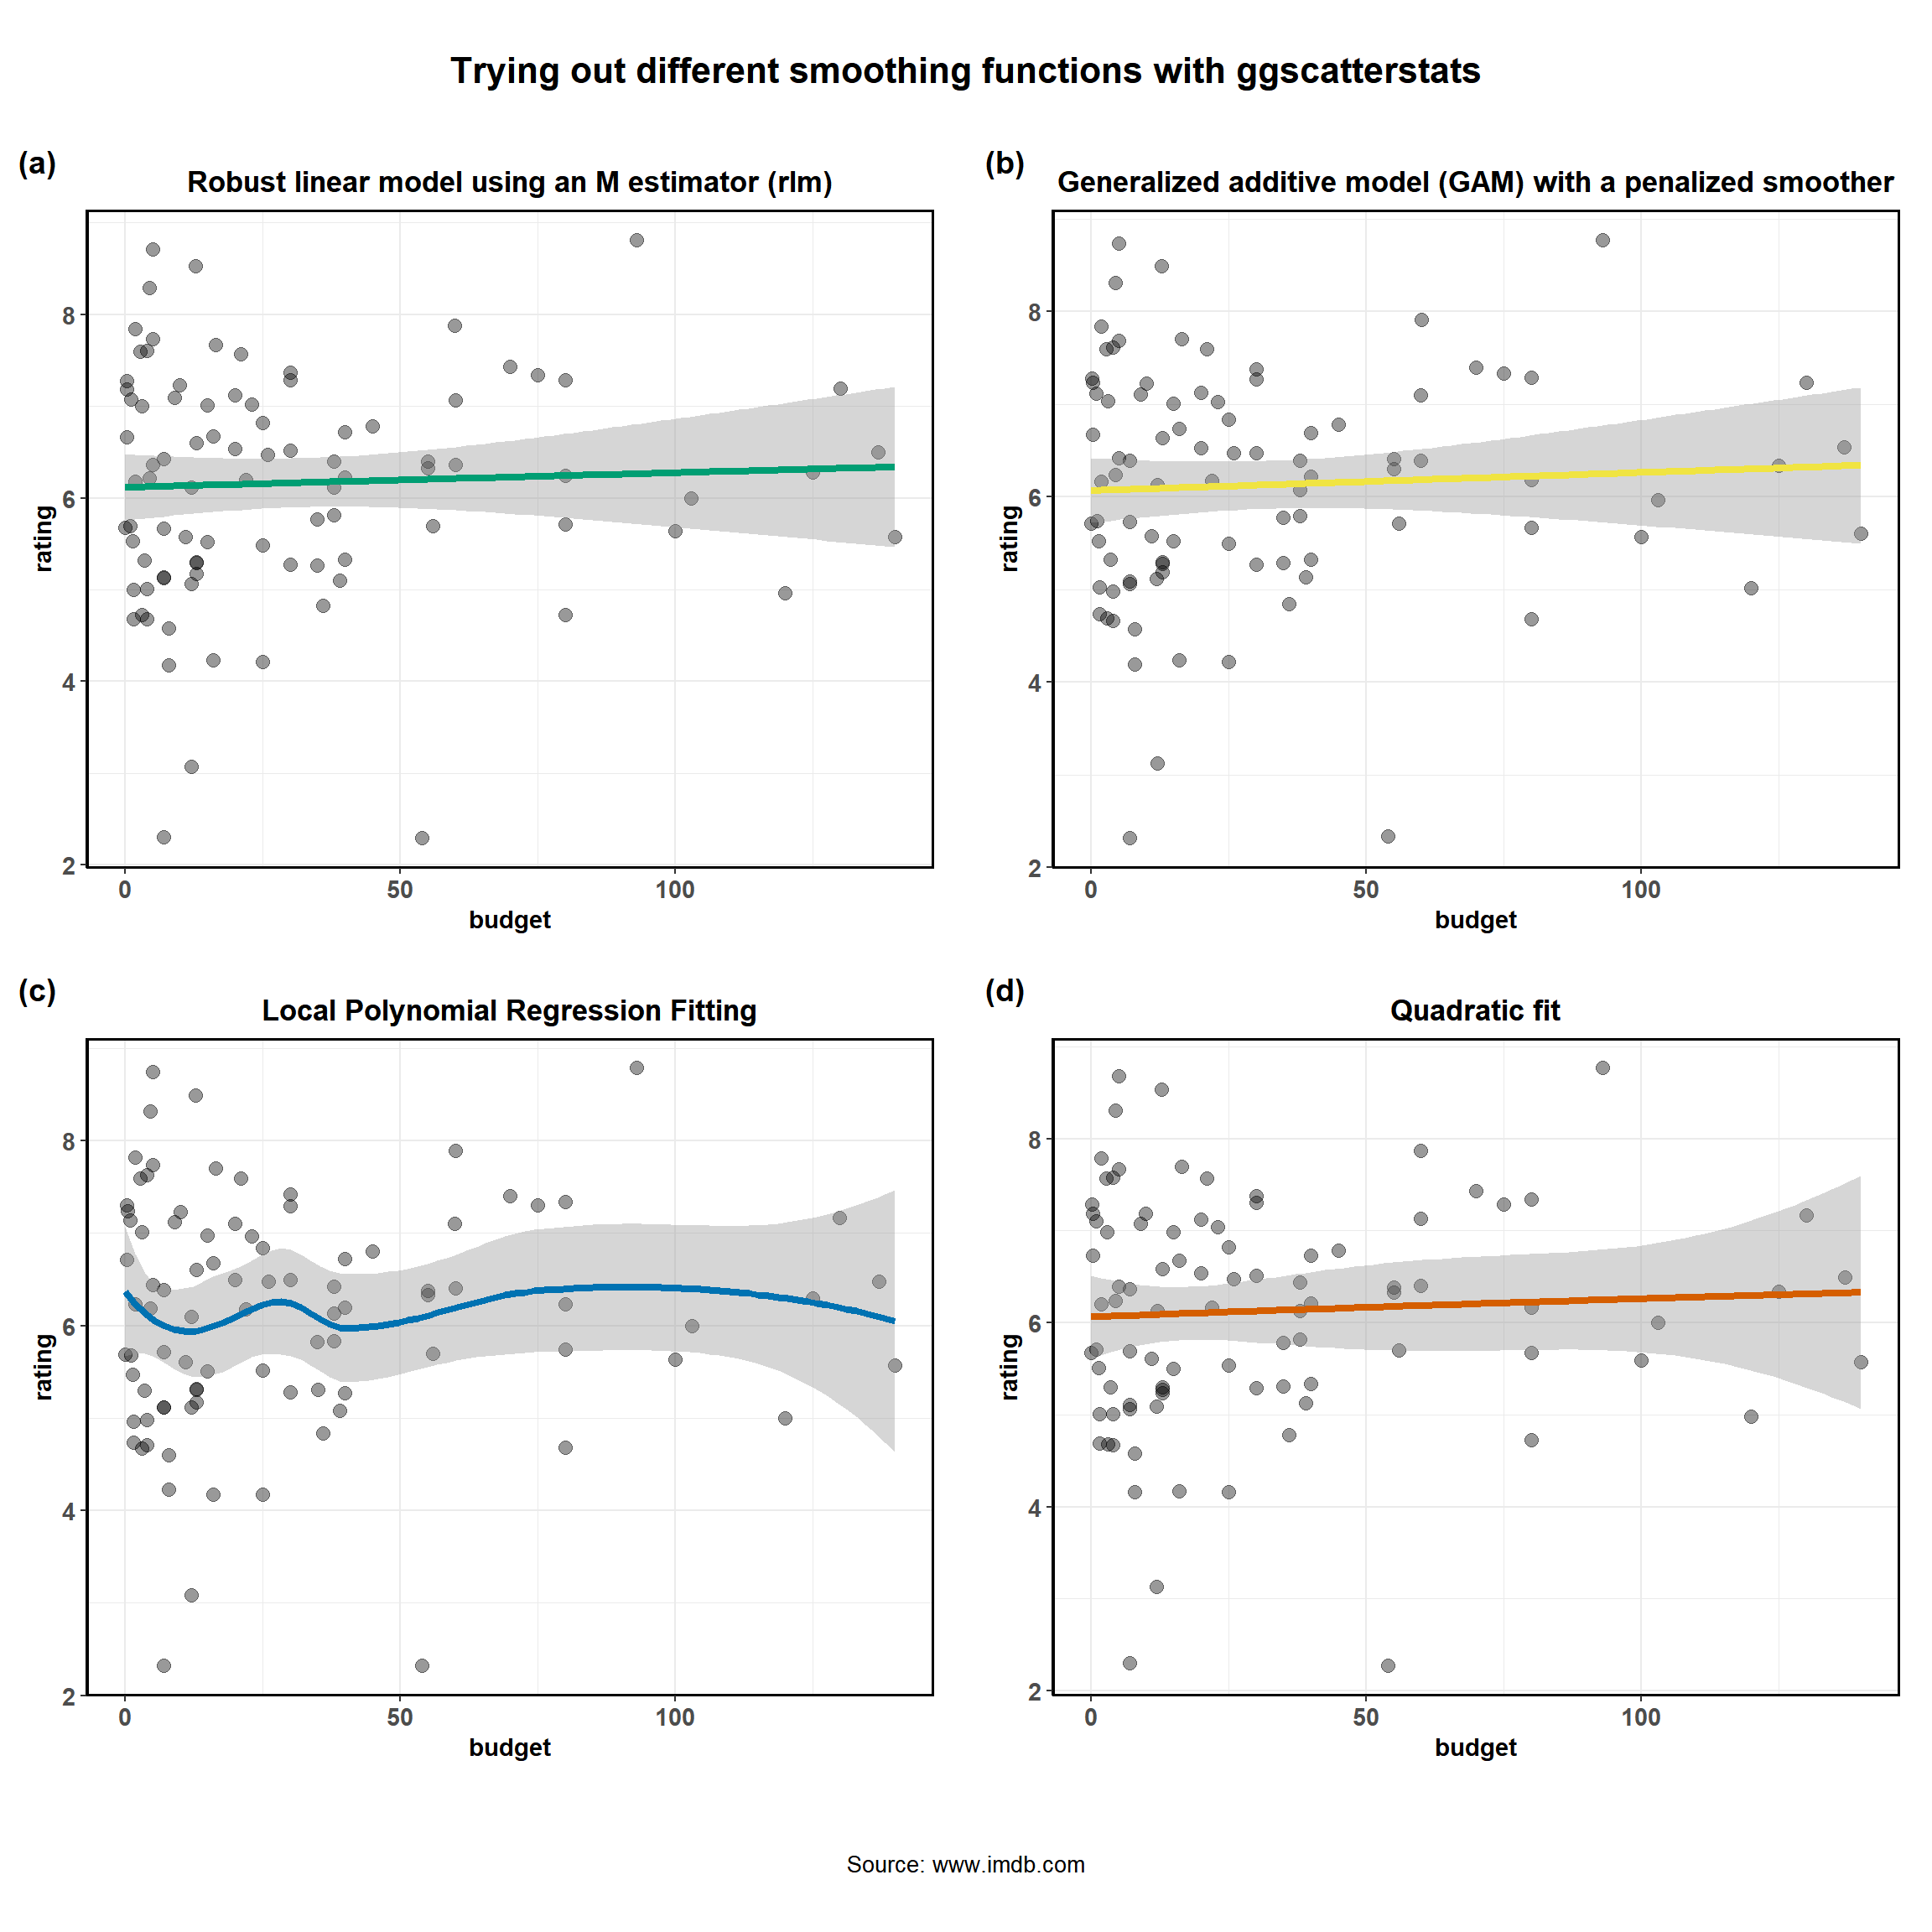 Trying out different smoothing functions with ggscatterstats
(a)
Robust linear model using an M estimator (rlm)
8
6
4
2
rating
0 50 100
budget
(b)
Generalized additive model (GAM) with a penalized smoother
8
6
4
2
rating
0 50 100
budget
(c)
Local Polynomial Regression Fitting
8
6
4
2
rating
0 50 100
budget
(d)
Quadratic fit
8
6
4
2
rating
0 50 100
budget
Source: www.imdb.com